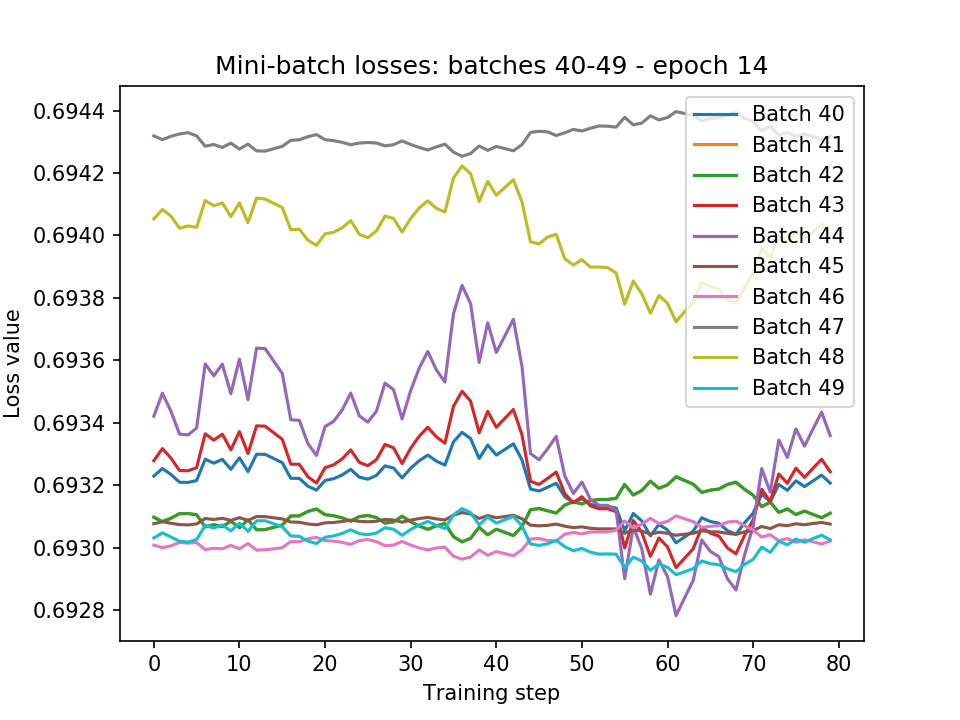 Mini-batch losses: batches 40-49 - epoch 14
0.6944
0.6942
0.6940
0.6938
0.6936
0.6934
0.6932
0.6930
0.6928
Loss value
Batch 40
Batch 41
Batch 42
Batch 43
Batch 44
Batch 45
Batch 46
Batch 47
Batch 48
Batch 49
0 10 20 30 40 50 60 70 80
Training step